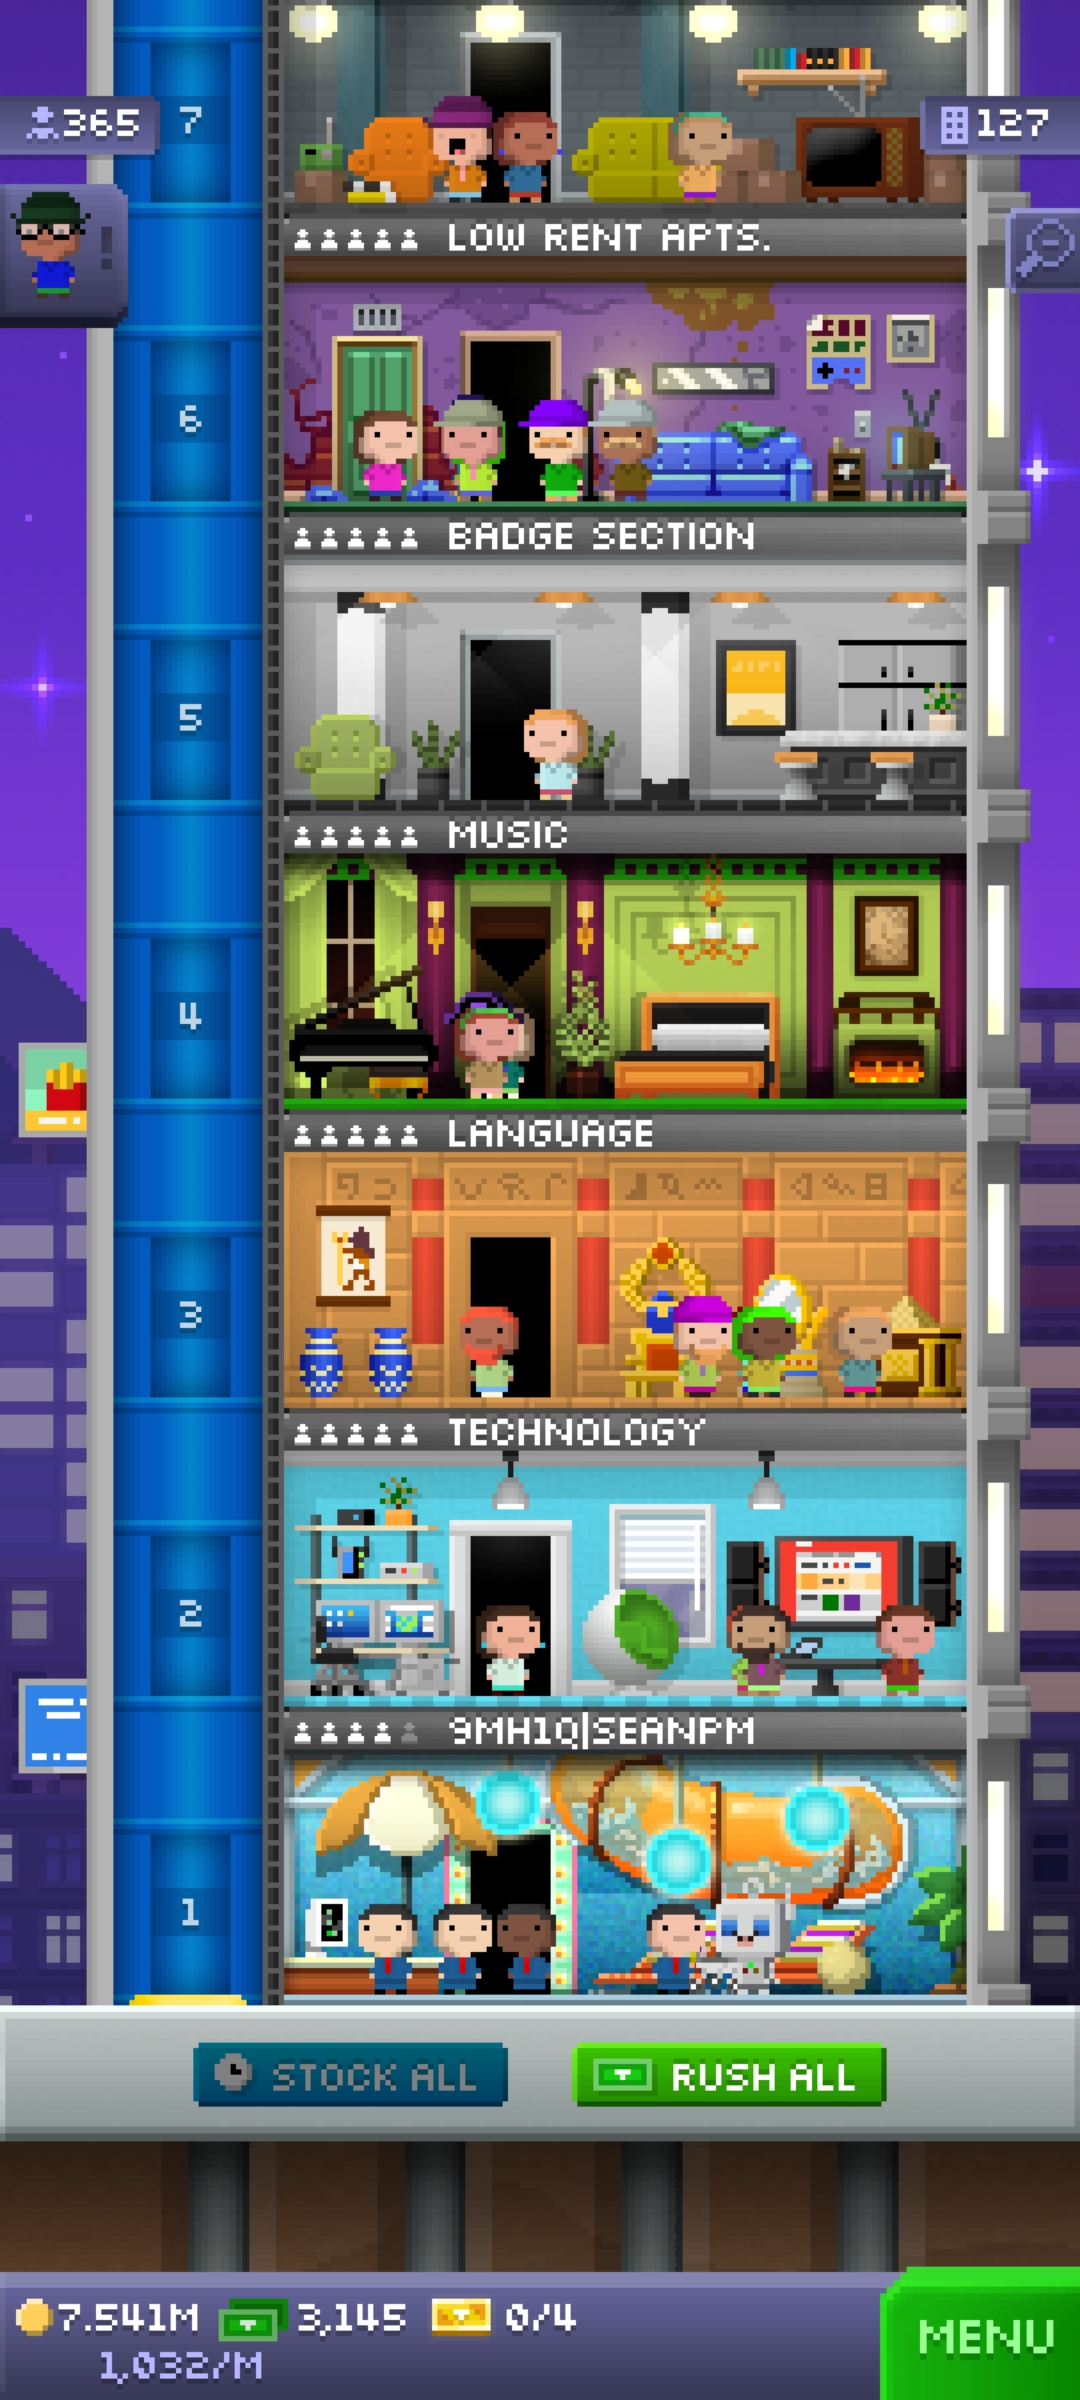 365
7
127
LOW RENT APTS.
6
BADGE SECTION
5
MUSIC
4
LANGUAGE
3
TECHNOLOGY
2
9MH1Q|SEANPM
1
STOCK ALL
RUSH ALL
7.541M
3,145
0/4
1,032/M
MENU